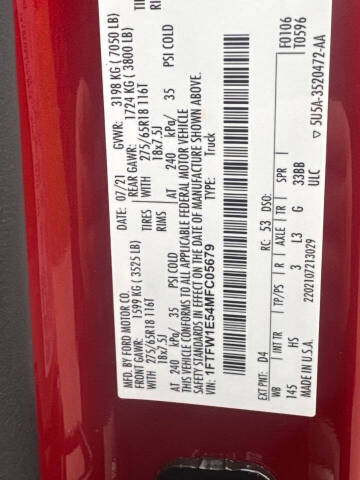 MFD. BY FORD MOTOR CO.
DATE: 07/21
GVWR: 3198 KG (7050 LB)
FRONT GAWR: 1599 KG (3525 LB)
REAR GAWR: 1724 KG (3800 LB)
275/65R18 116T
TIRES 275/65R18 116T
18x7.5J
WITH 18x7.5J
AT 240 kPa/ 35 PSI COLD
AT 240 kPa/ 35 PSI COLD
THIS VEHICLE CONFORMS TO ALL APPLICABLE FEDERAL MOTOR VEHICLE
SAFETY STANDARDS IN EFFECT ON THE DATE OF MANUFACTURE SHOWN ABOVE.
VIN: 1FTFW1E54MFC05679
TYPE: Truck
F0106
T0596
EXT PNT: D4 RC: 53 DSO:
WB INT TR TP/PS R AXLE TR SPR
145 HS 3 L3 G 33BB
MADE IN U.S.A. 2202107213029 ULC
5U5A-3520472-AA